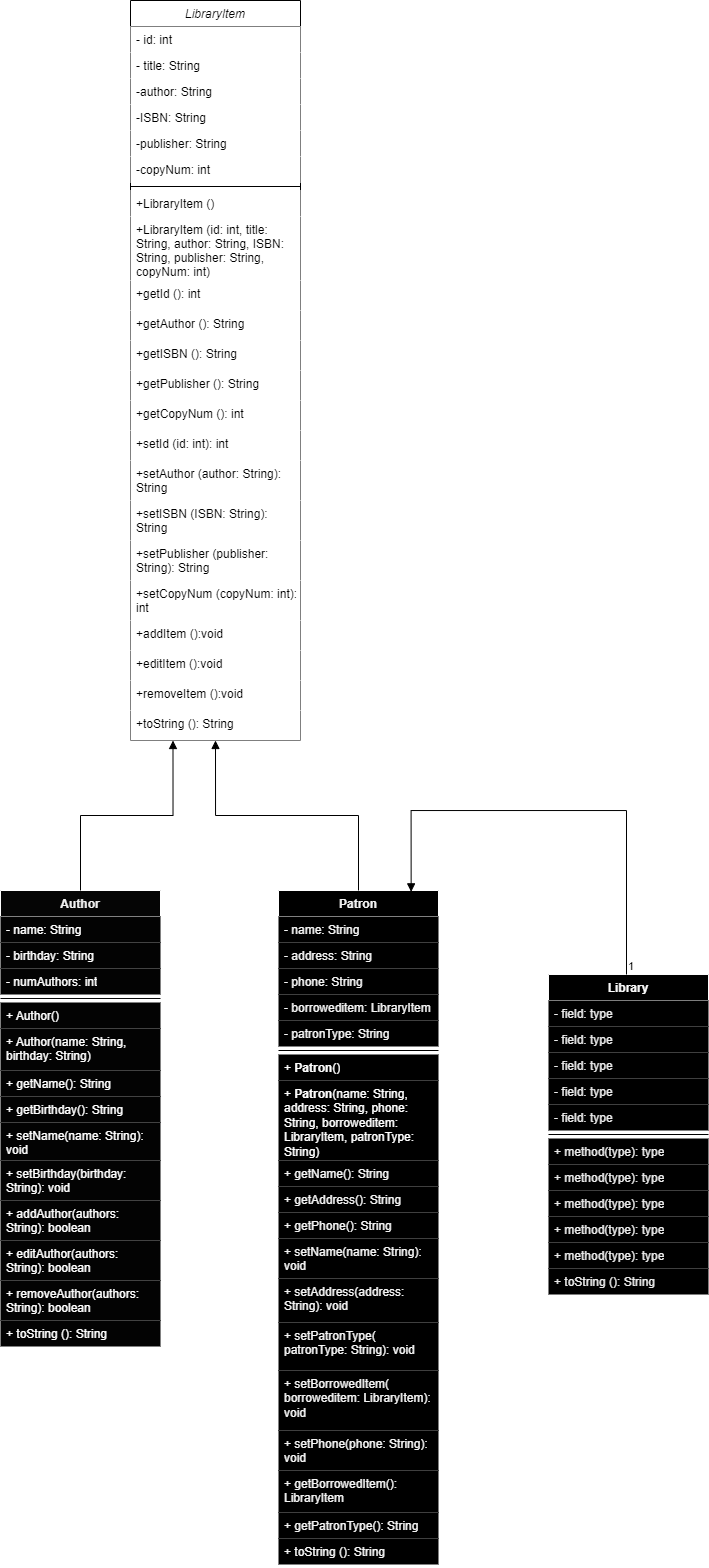 LibraryItem
- id: int
- title: String
-author: String
-ISBN: String
-publisher: String
-copyNum: int
+LibraryItem ()
+LibraryItem (id: int, title:
String, author: String, ISBN:
String, publisher: String,
copyNum: int)
+getId (): int
+getAuthor (): String
+getISBN (): String
+getPublisher (): String
+getCopyNum (): int
+setId (id: int): int
+setAuthor (author: String):
String
+setISBN (ISBN: String):
String
+setPublisher (publisher:
String): String
+setCopyNum (copyNum: int):
int
+addItem ():void
+editItem ():void
+removeItem ():void
+toString (): String
Author
- name: String
- birthday: String
- numAuthors: int
+ Author()
+ Author(name: String,
birthday: String)
+ getName(): String
+ getBirthday(): String
+ setName(name: String):
void
+ setBirthday(birthday:
String): void
+ addAuthor(authors:
String): boolean
+ editAuthor(authors:
String): boolean
+ removeAuthor(authors:
String): boolean
+ toString (): String
Patron
- name: String
- address: String
- phone: String
- borroweditem: LibraryItem
- patronType: String
+ Patron()
+ Patron(name: String,
address: String, phone:
String, borroweditem:
LibraryItem, patronType:
String)
+ getName(): String
+ getAddress(): String
+ getPhone(): String
+ setName(name: String):
void
+ setAddress(address:
String): void
+ setPatronType(
patronType: String): void
+ setBorrowedItem(
borroweditem: LibraryItem):
void
+ setPhone(phone: String):
void
+ getBorrowedItem():
LibraryItem
+ getPatronType(): String
+ toString (): String
1
Library
- field: type
- field: type
- field: type
- field: type
- field: type
+ method(type): type
+ method(type): type
+ method(type): type
+ method(type): type
+ method(type): type
+ toString (): String